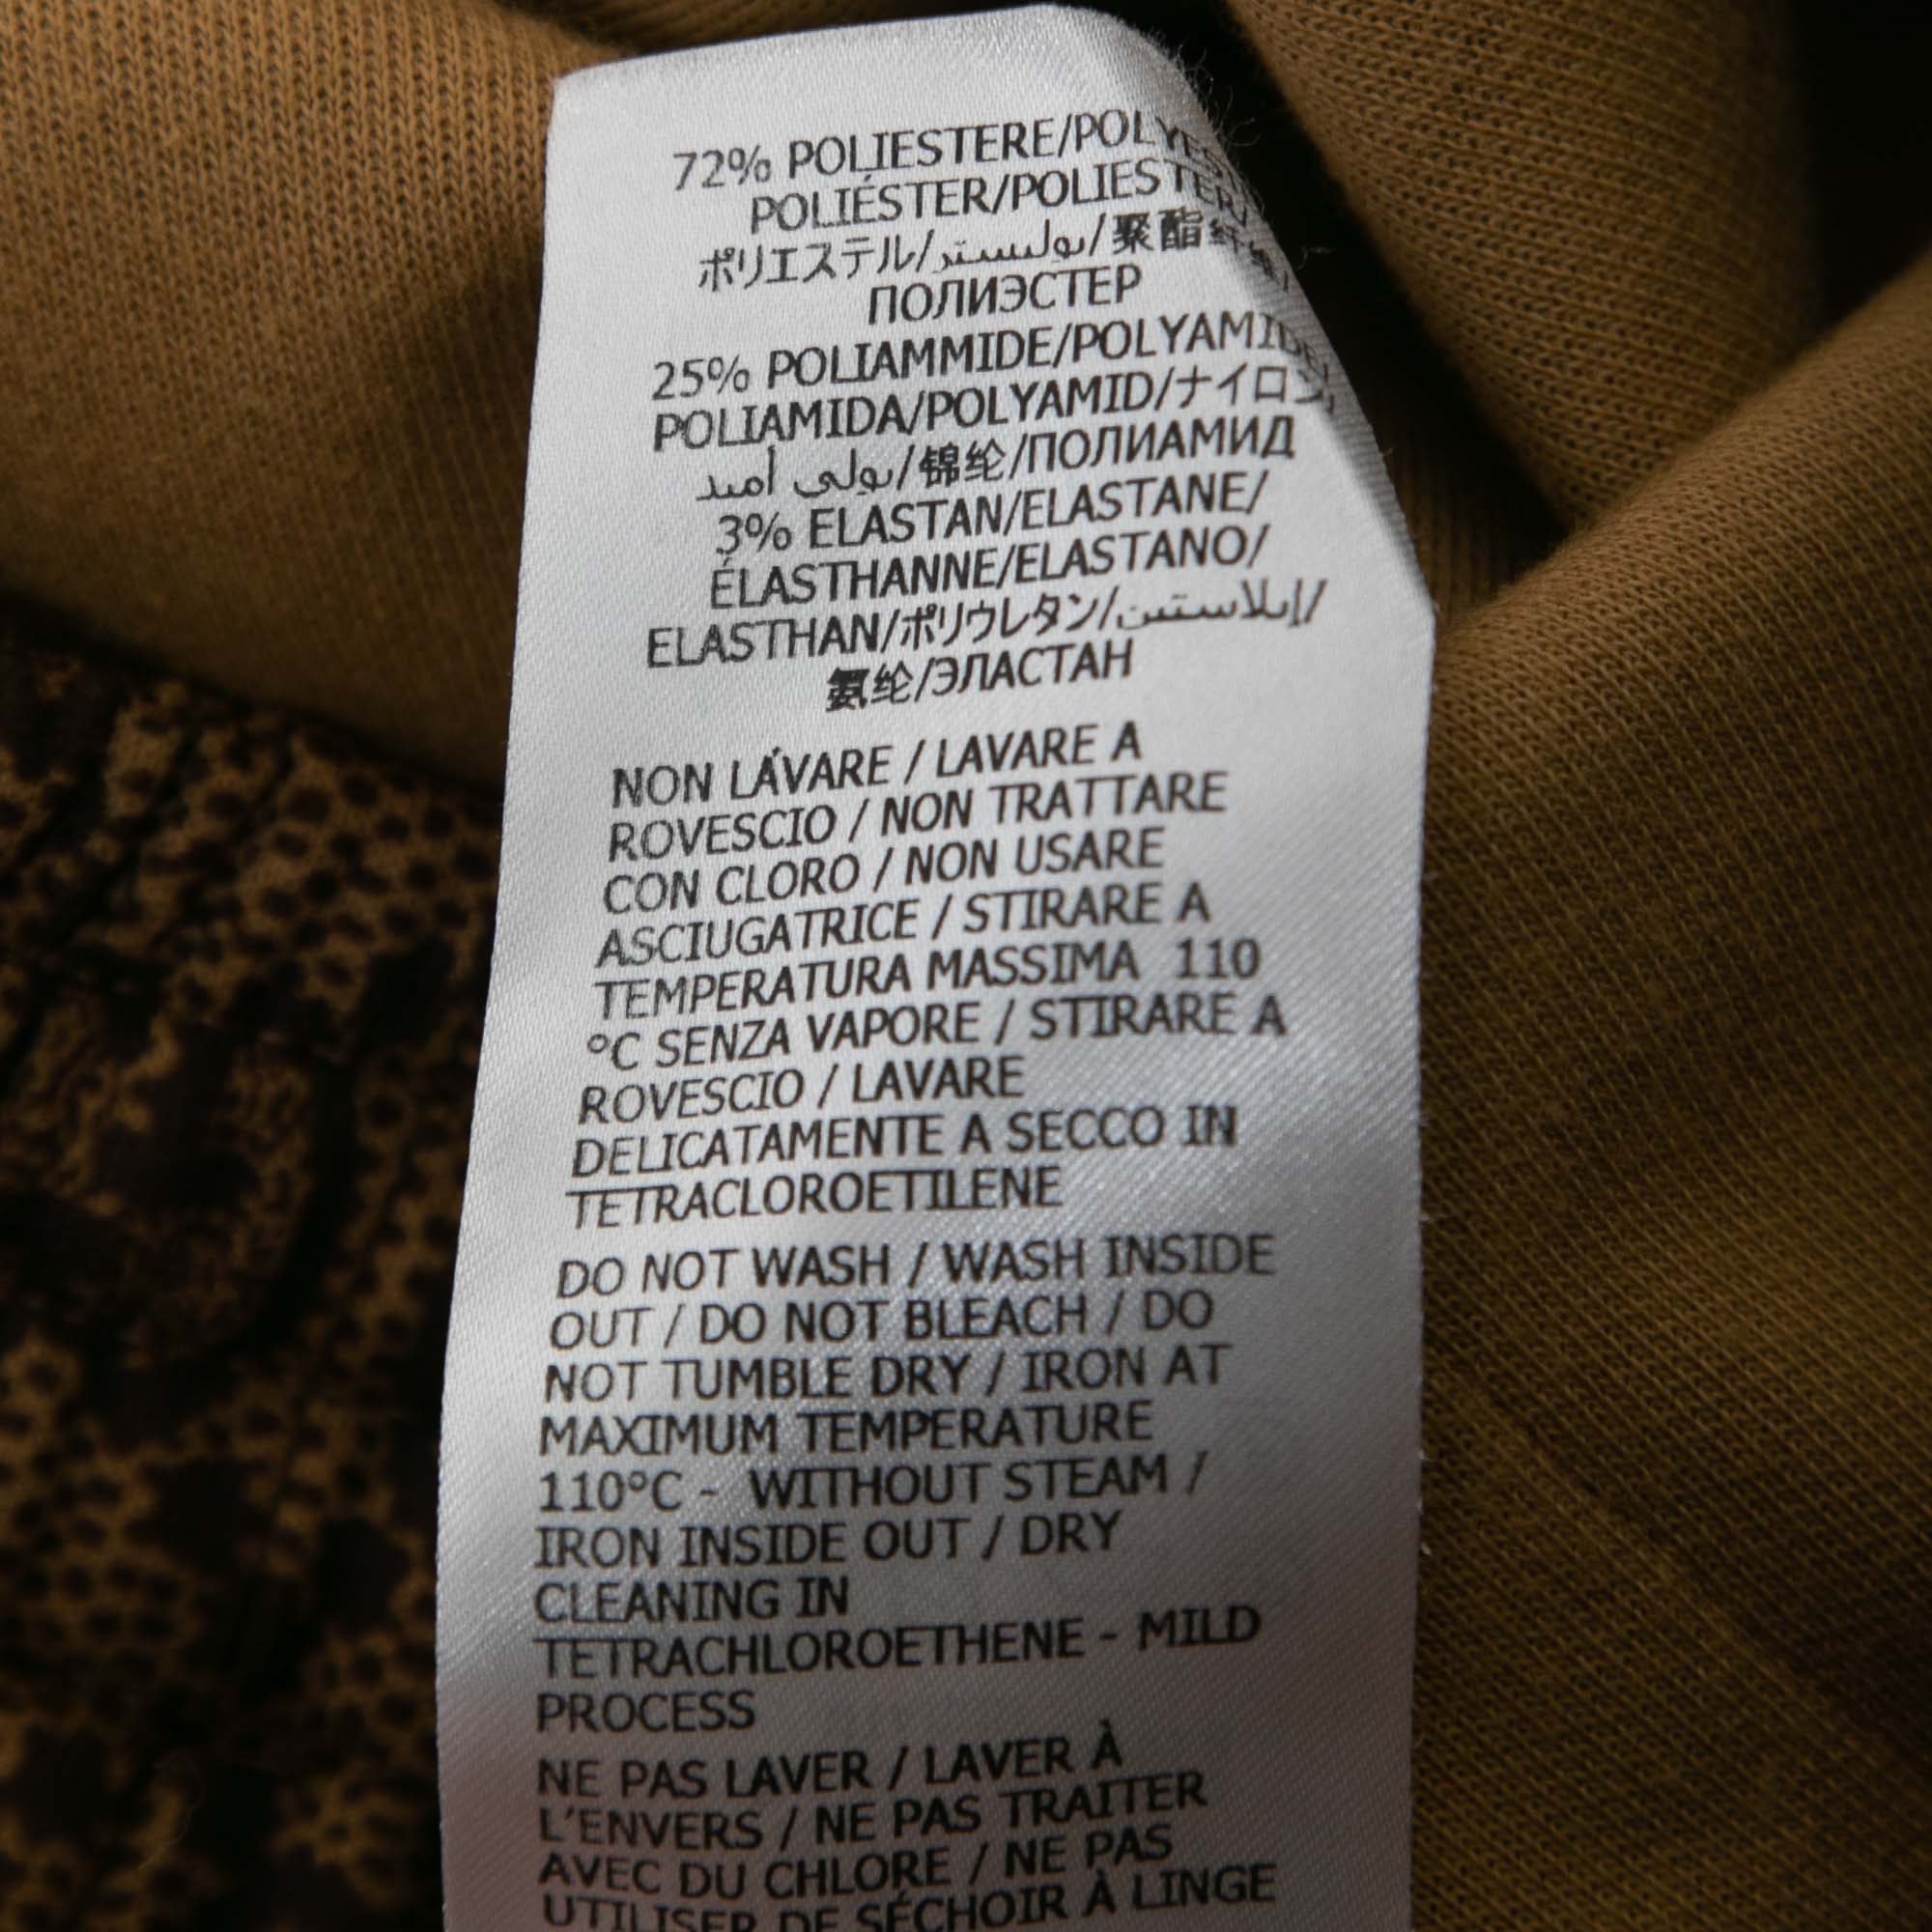 72% POLIESTERE/POLYES
POLIÉSTER/POLIESTER/
ポリエステル/بوليستر/聚酯纤维/
ПОЛИЭСТЕР
25% POLIAMMIDE/POLYAMIDE/
POLIAMIDA/POLYAMID/ナイロン/
بولي أميد/锦纶/ПОЛИАМИД
3% ELASTAN/ELASTANE/
ÉLASTHANNE/ELASTANO/
ELASTHAN/ポリウレタン/إيلاستين/
氨纶/ЭЛАСТАН
NON LAVARE / LAVARE A
ROVESCIO / NON TRATTARE
CON CLORO / NON USARE
ASCIUGATRICE / STIRARE A
TEMPERATURA MASSIMA 110
°C SENZA VAPORE / STIRARE A
ROVESCIO / LAVARE
DELICATAMENTE A SECCO IN
TETRACLOROETILENE
DO NOT WASH / WASH INSIDE
OUT / DO NOT BLEACH / DO
NOT TUMBLE DRY / IRON AT
MAXIMUM TEMPERATURE
110°C - WITHOUT STEAM /
IRON INSIDE OUT / DRY
CLEANING IN
TETRACHLOROETHENE - MILD
PROCESS
NE PAS LAVER / LAVER À
L'ENVERS / NE PAS TRAITER
AVEC DU CHLORE / NE PAS
UTILISER DE SÉCHOIR À LINGE